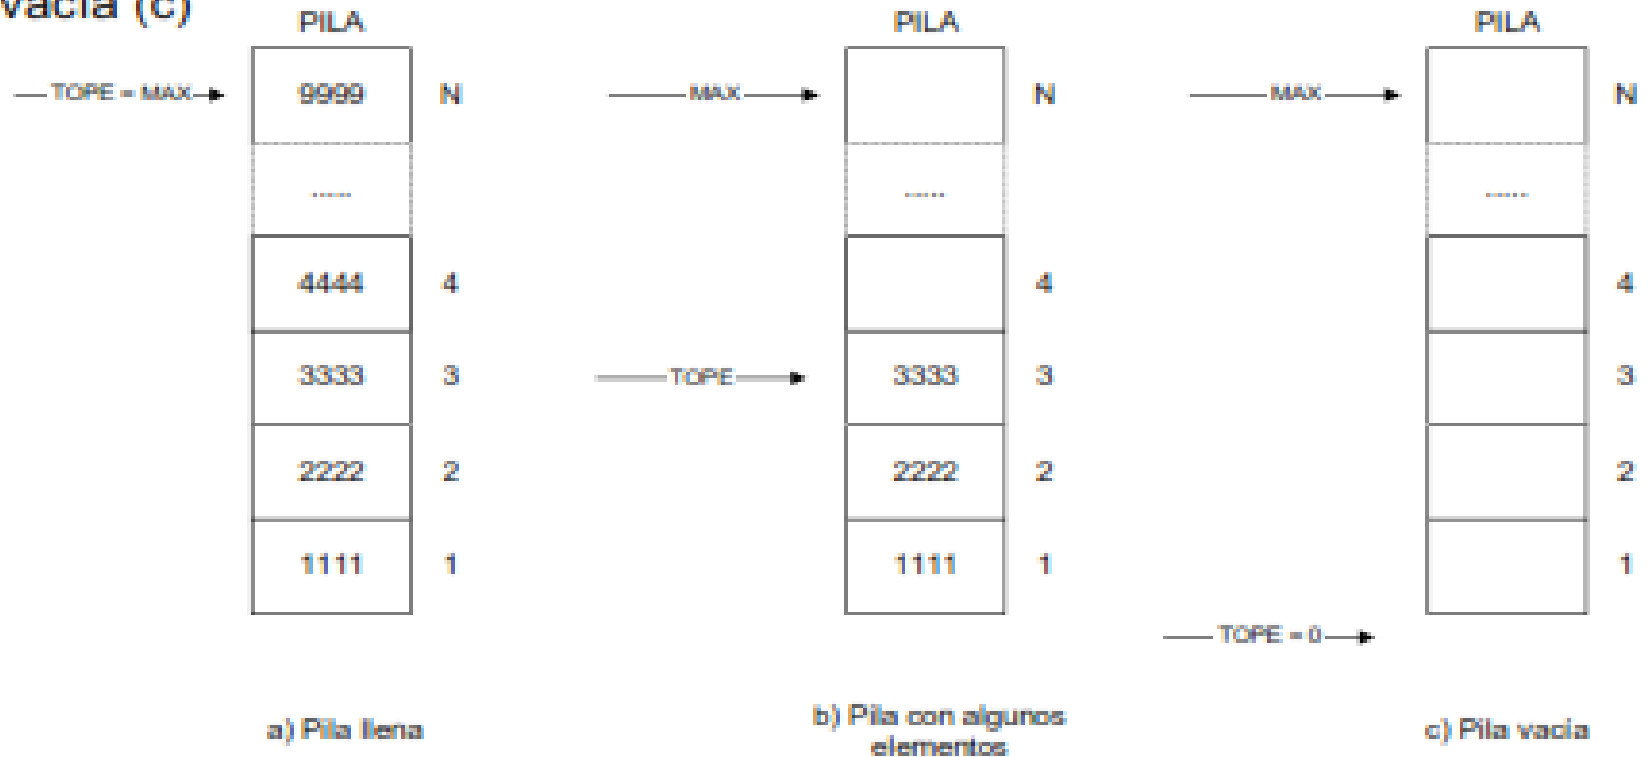 vacía (c)
PILA PILA PILA
TOPE = MAX 9999 N MAX N MAX N
..... ..... .....
4444 4 4 4
3333 3 TOPE 3333 3 3
2222 2 2222 2 2
1111 1 1111 1 1
TOPE = 0
a) Pila llena b) Pila con algunos elementos c) Pila vacía